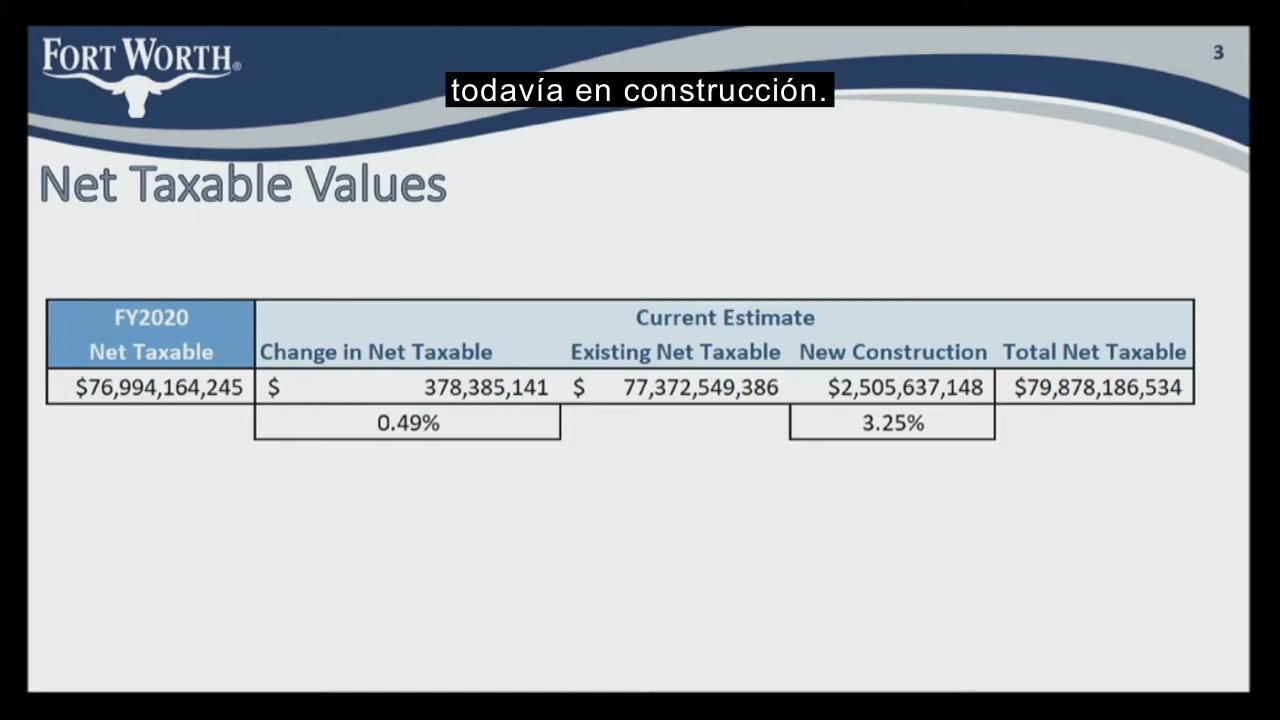 FORT WORTH®
3
todavía en construcción.
Net Taxable Values
FY2020 Current Estimate
Net Taxable Change in Net Taxable Existing Net Taxable New Construction Total Net Taxable
$76,994,164,245 $ 378,385,141 $ 77,372,549,386 $2,505,637,148 $79,878,186,534
0.49% 3.25%